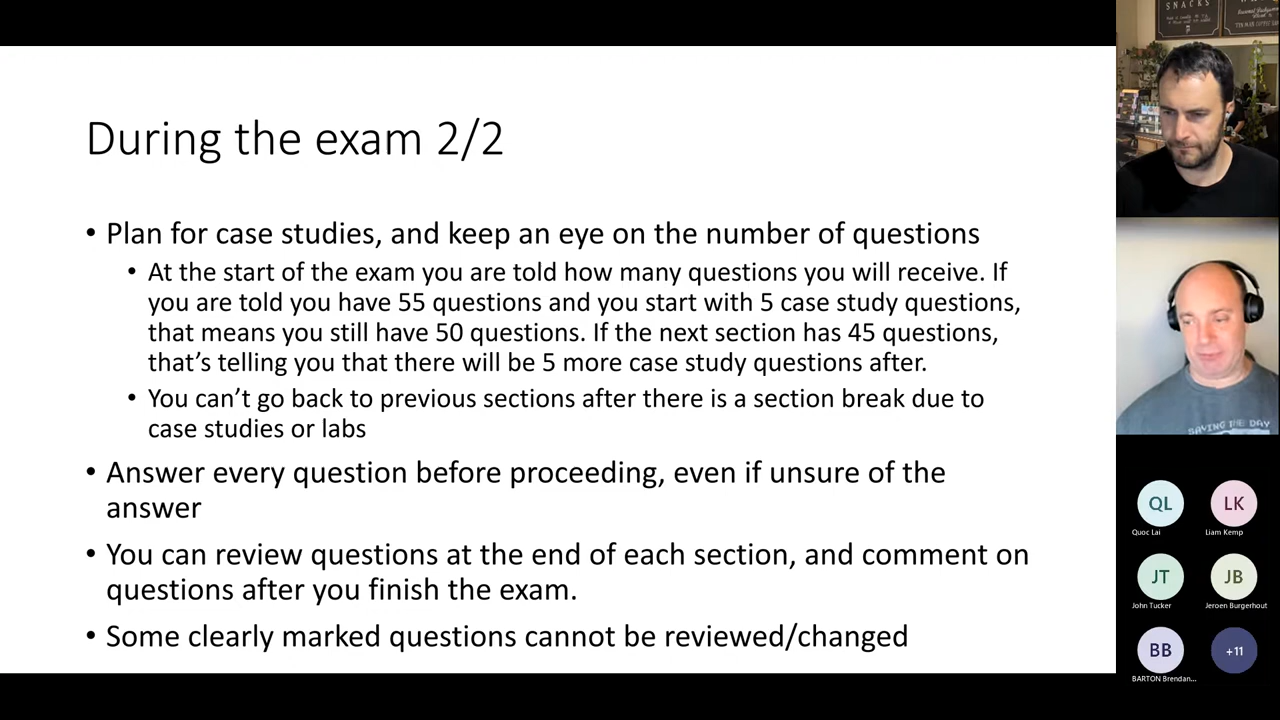 During the exam 2/2
• Plan for case studies, and keep an eye on the number of questions
• At the start of the exam you are told how many questions you will receive. If
you are told you have 55 questions and you start with 5 case study questions,
that means you still have 50 questions. If the next section has 45 questions,
that’s telling you that there will be 5 more case study questions after.
• You can’t go back to previous sections after there is a section break due to
case studies or labs
• Answer every question before proceeding, even if unsure of the
answer
• You can review questions at the end of each section, and comment on
questions after you finish the exam.
• Some clearly marked questions cannot be reviewed/changed
SNACKS
SAVING THE DAY
QL
Quoc Lai
LK
Liam Kemp
JT
John Tucker
JB
Jeroen Burgerhout
BB
BARTON Brendan...
+11